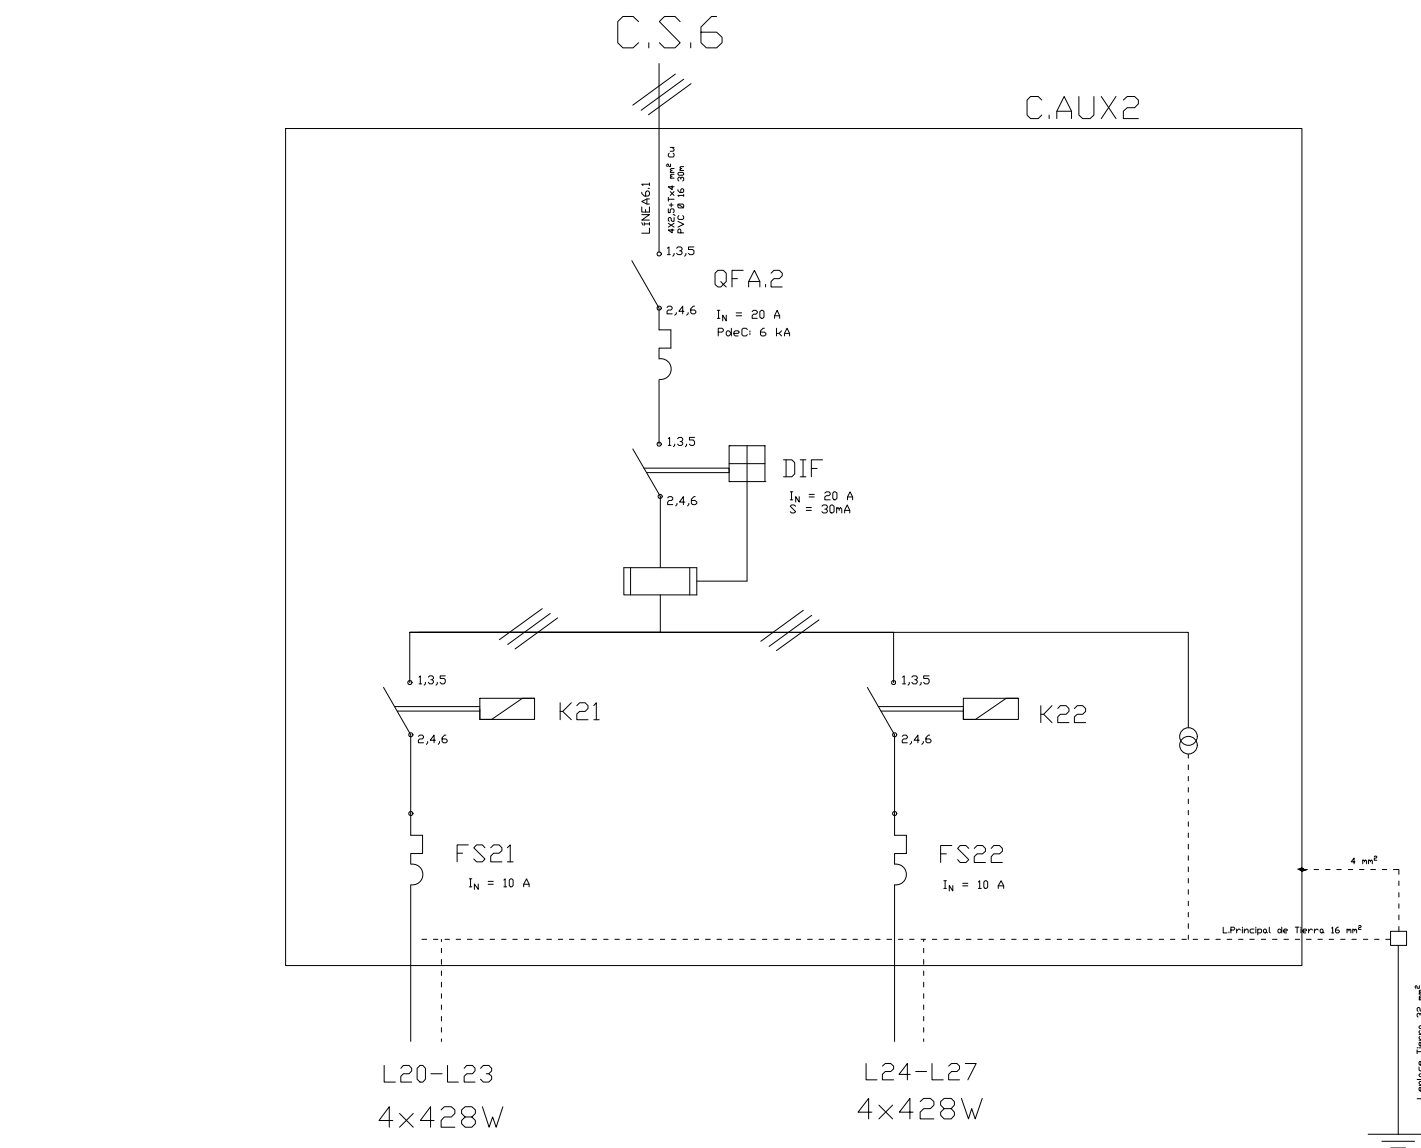 C.S.6
C.AUX2
LíNEA6.1
4X2,5+Tx4 mm² Cu
PVC Ø 16 30m
1,3,5
QFA.2
2,4,6
I_N = 20 A
PdeC: 6 kA
1,3,5
DIF
2,4,6
I_N = 20 A
S = 30mA
1,3,5
K21
2,4,6
1,3,5
K22
2,4,6
FS21
I_N = 10 A
FS22
I_N = 10 A
4 mm²
L.Principal de Tierra 16 mm²
Tierra 32 mm²
L20-L23
4x428W
L24-L27
4x428W